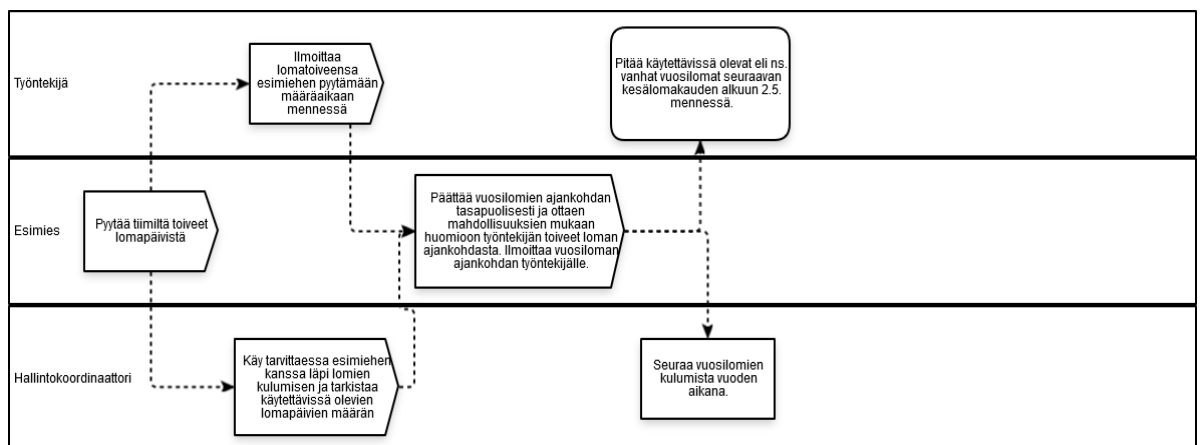 Työntekijä
Ilmoittaa
lomatoiveensa
esimiehen pyytämään
määräaikaan
mennessä
Pitää käytettävissä olevat eli ns.
vanhat vuosilomat seuraavan
kesälomakauden alkuun 2.5.
mennessä.
Esimies
Pyytää tiimiltä toiveet
lomapäivistä
Päättää vuosilomien ajankohdan
tasapuolisesti ja ottaen
mahdollisuuksien mukaan
huomioon työntekijän toiveet loman
ajankohdasta. Ilmoittaa vuosiloman
ajankohdan työntekijälle.
Hallintokoordinaattori
Käy tarvittaessa esimiehen
kanssa läpi lomien
kulumisen ja tarkistaa
käytettävissä olevien
lomapäivien määrän
Seuraa vuosilomien
kulumista vuoden
aikana.